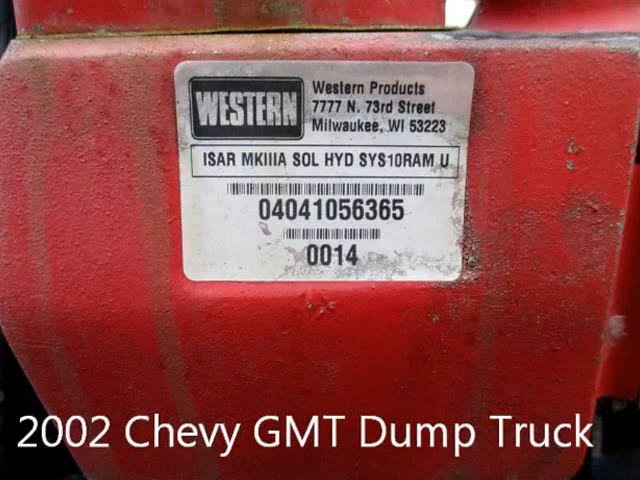 WESTERN
Western Products
7777 N. 73rd Street
Milwaukee, WI 53223
ISAR MKIIIA SOL HYD SYS10RAM U
04041056365
0014
2002 Chevy GMT Dump Truck